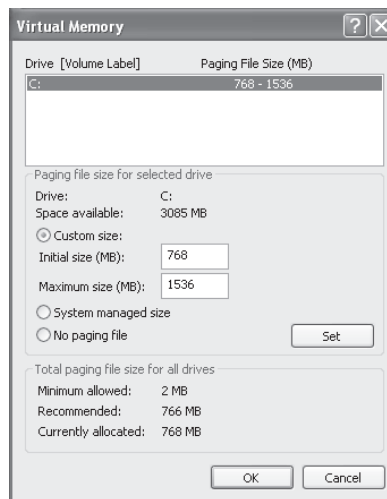 Virtual Memory
Drive [Volume Label] Paging File Size (MB)
C: 768 - 1536
Paging file size for selected drive
Drive: C:
Space available: 3085 MB
Custom size:
Initial size (MB): 768
Maximum size (MB): 1536
System managed size
No paging file Set
Total paging file size for all drives
Minimum allowed: 2 MB
Recommended: 766 MB
Currently allocated: 768 MB
OK Cancel